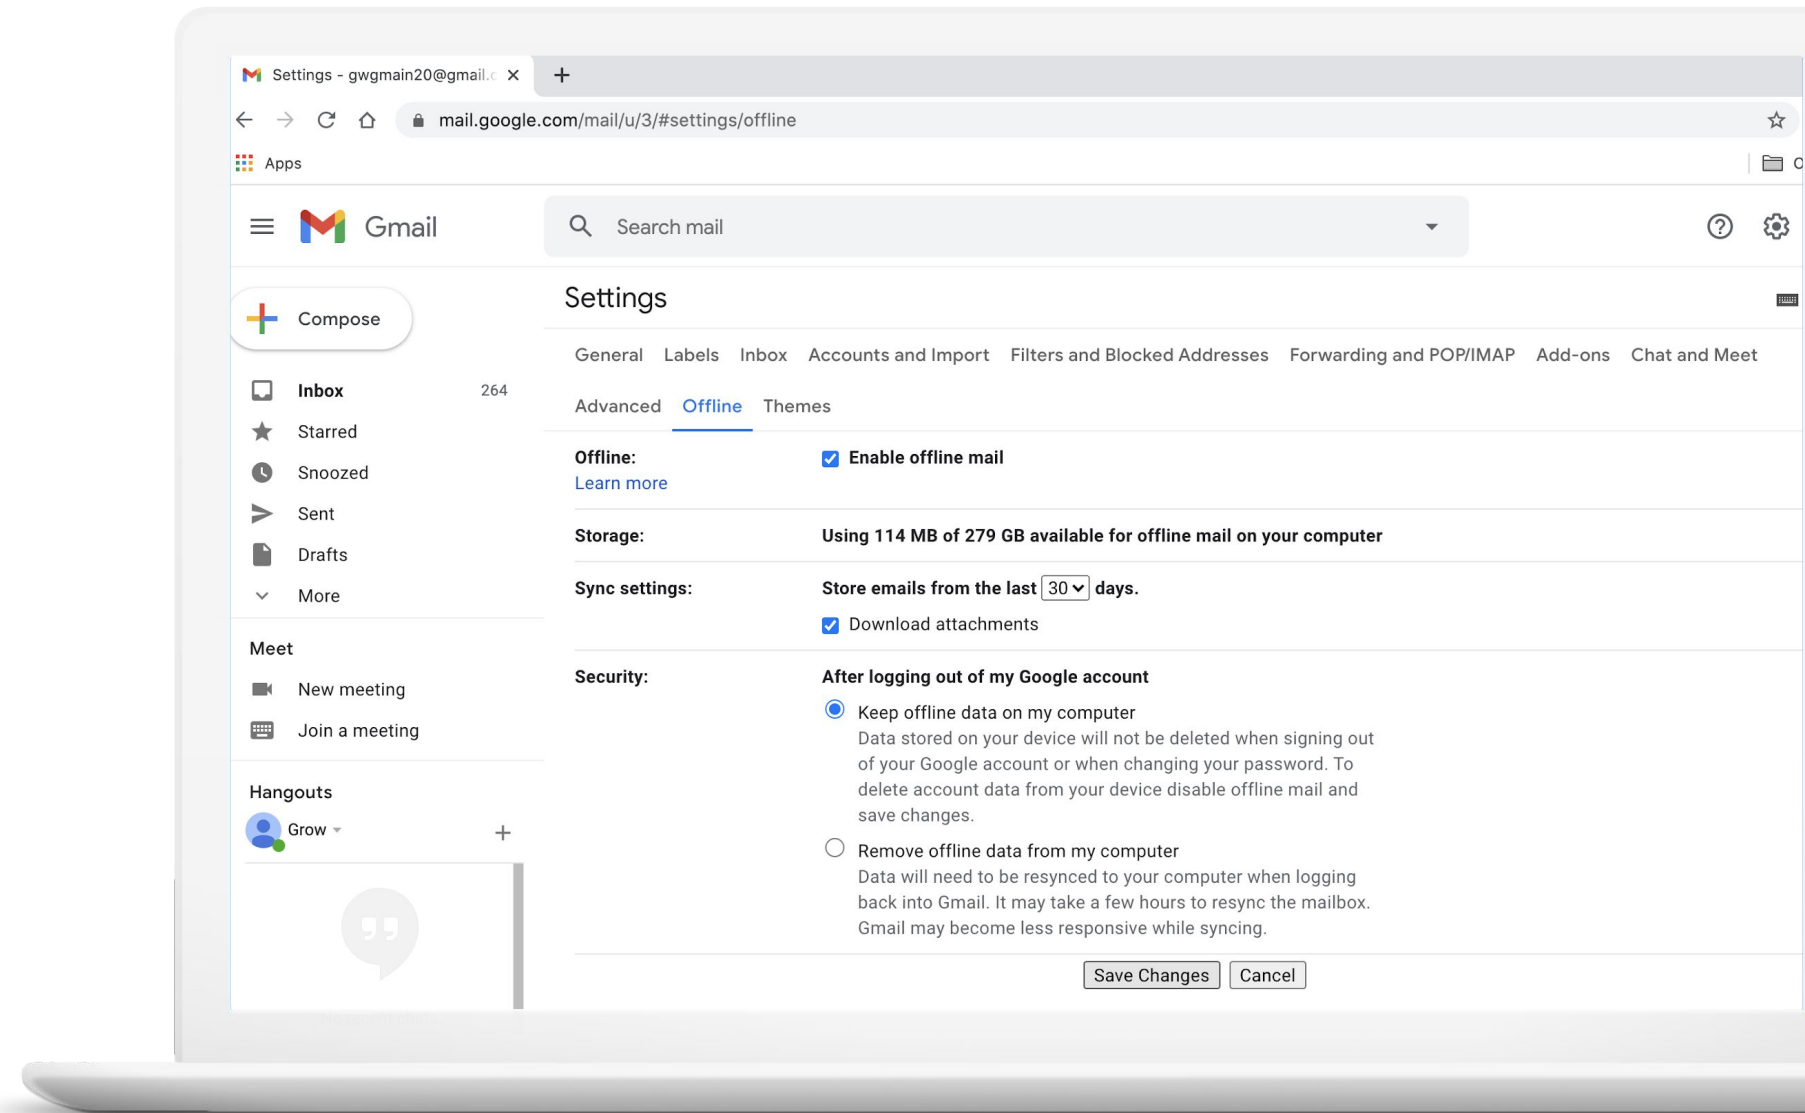 Settings - gwgmain20@gmail.c
mail.google.com/mail/u/3/#settings/offline
Apps
Gmail
Search mail
Compose
Inbox 264
Starred
Snoozed
Sent
Drafts
More
Meet
New meeting
Join a meeting
Hangouts
Grow
Settings
General Labels Inbox Accounts and Import Filters and Blocked Addresses Forwarding and POP/IMAP Add-ons Chat and Meet
Advanced Offline Themes
Offline: Enable offline mail
Learn more
Storage: Using 114 MB of 279 GB available for offline mail on your computer
Sync settings: Store emails from the last 30 days.
Download attachments
Security: After logging out of my Google account
Keep offline data on my computer
Data stored on your device will not be deleted when signing out
of your Google account or when changing your password. To
delete account data from your device disable offline mail and
save changes.
Remove offline data from my computer
Data will need to be resynced to your computer when logging
back into Gmail. It may take a few hours to resync the mailbox.
Gmail may become less responsive while syncing.
Save Changes Cancel